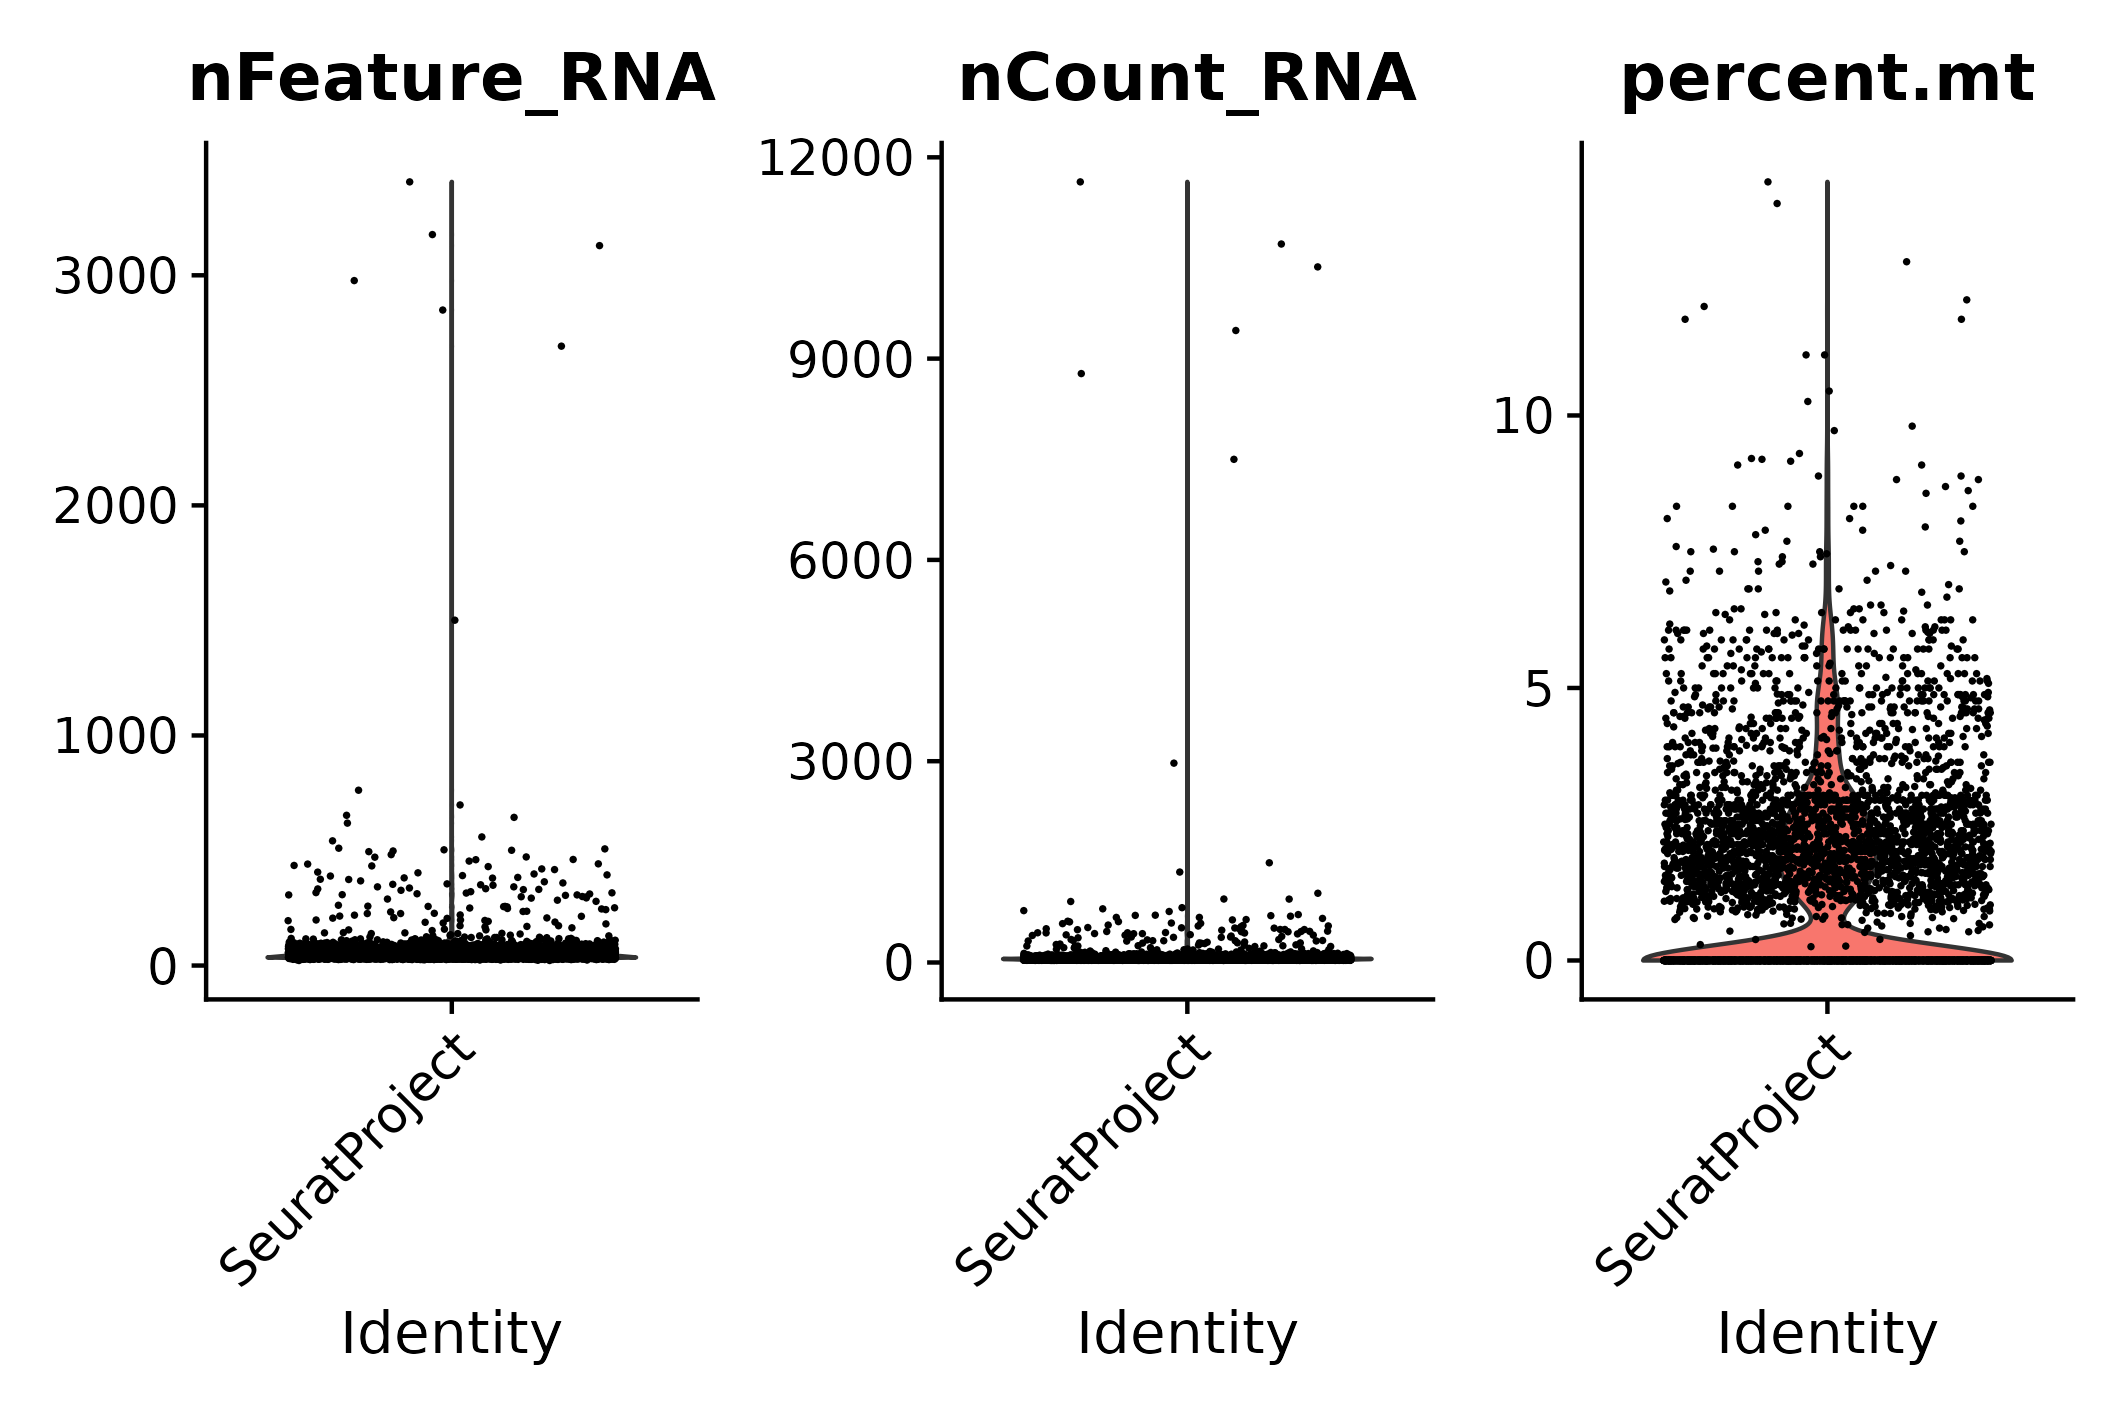 nFeature_RNA
3000
2000
1000
0
SeuratProject
Identity
nCount_RNA
12000
9000
6000
3000
0
SeuratProject
Identity
percent.mt
10
5
0
SeuratProject
Identity